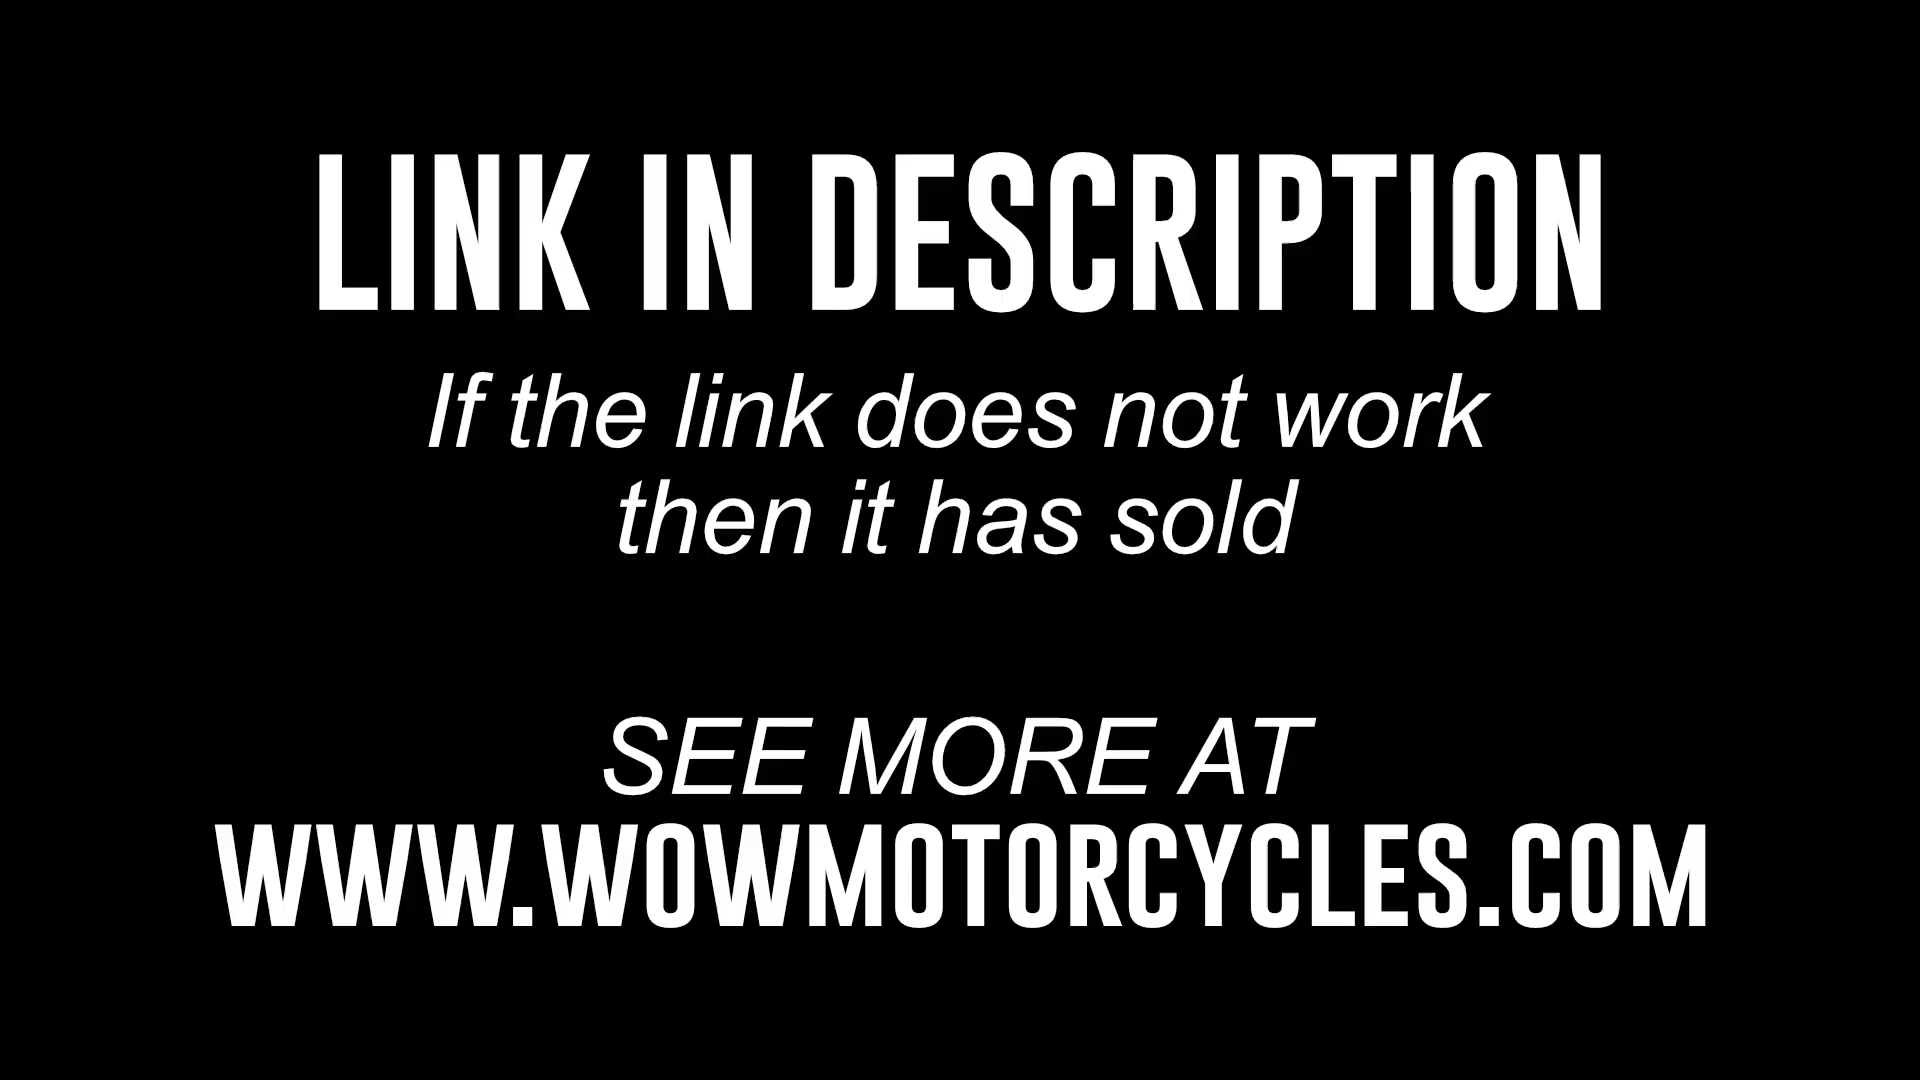 LINK IN DESCRIPTION
If the link does not work
then it has sold
SEE MORE AT
WWW.WOWMOTORCYCLES.COM